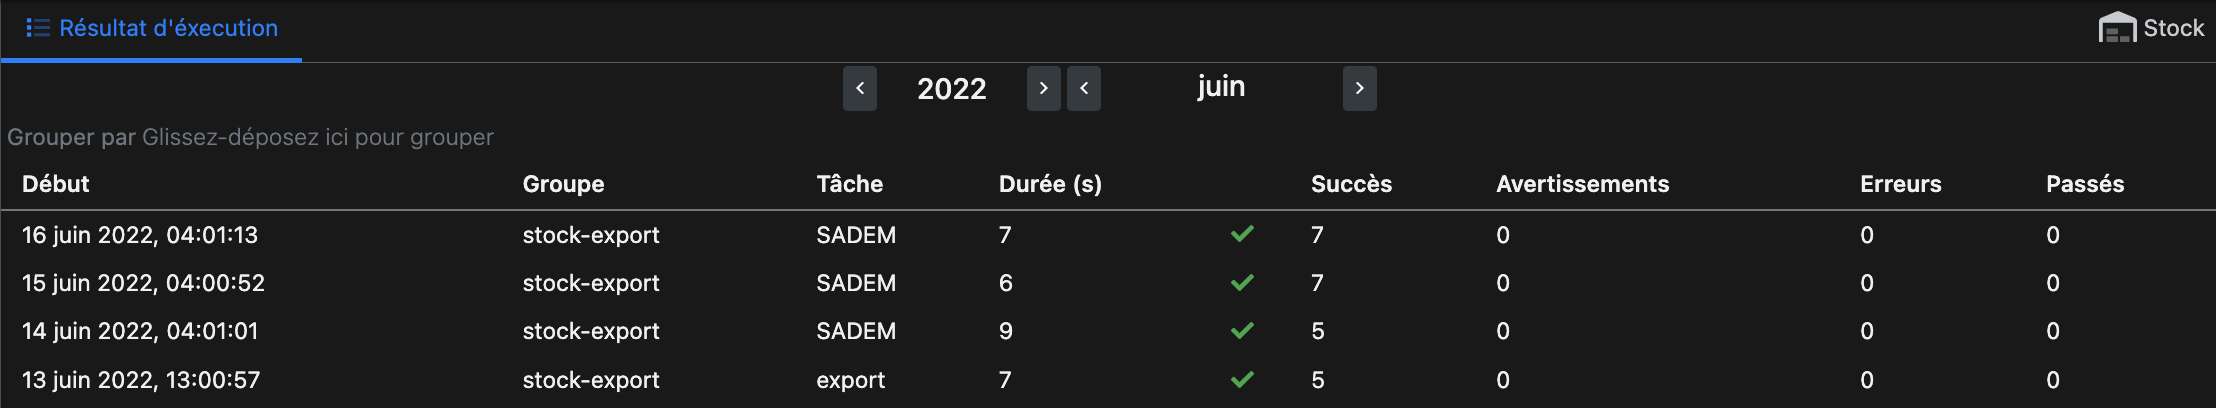 Résultat d'éxecution
Stock
2022 juin
Grouper par Glissez-déposez ici pour grouper
Début Groupe Tâche Durée (s) Succès Avertissements Erreurs Passés
16 juin 2022, 04:01:13 stock-export SADEM 7 7 0 0 0
15 juin 2022, 04:00:52 stock-export SADEM 6 7 0 0 0
14 juin 2022, 04:01:01 stock-export SADEM 9 5 0 0 0
13 juin 2022, 13:00:57 stock-export export 7 5 0 0 0